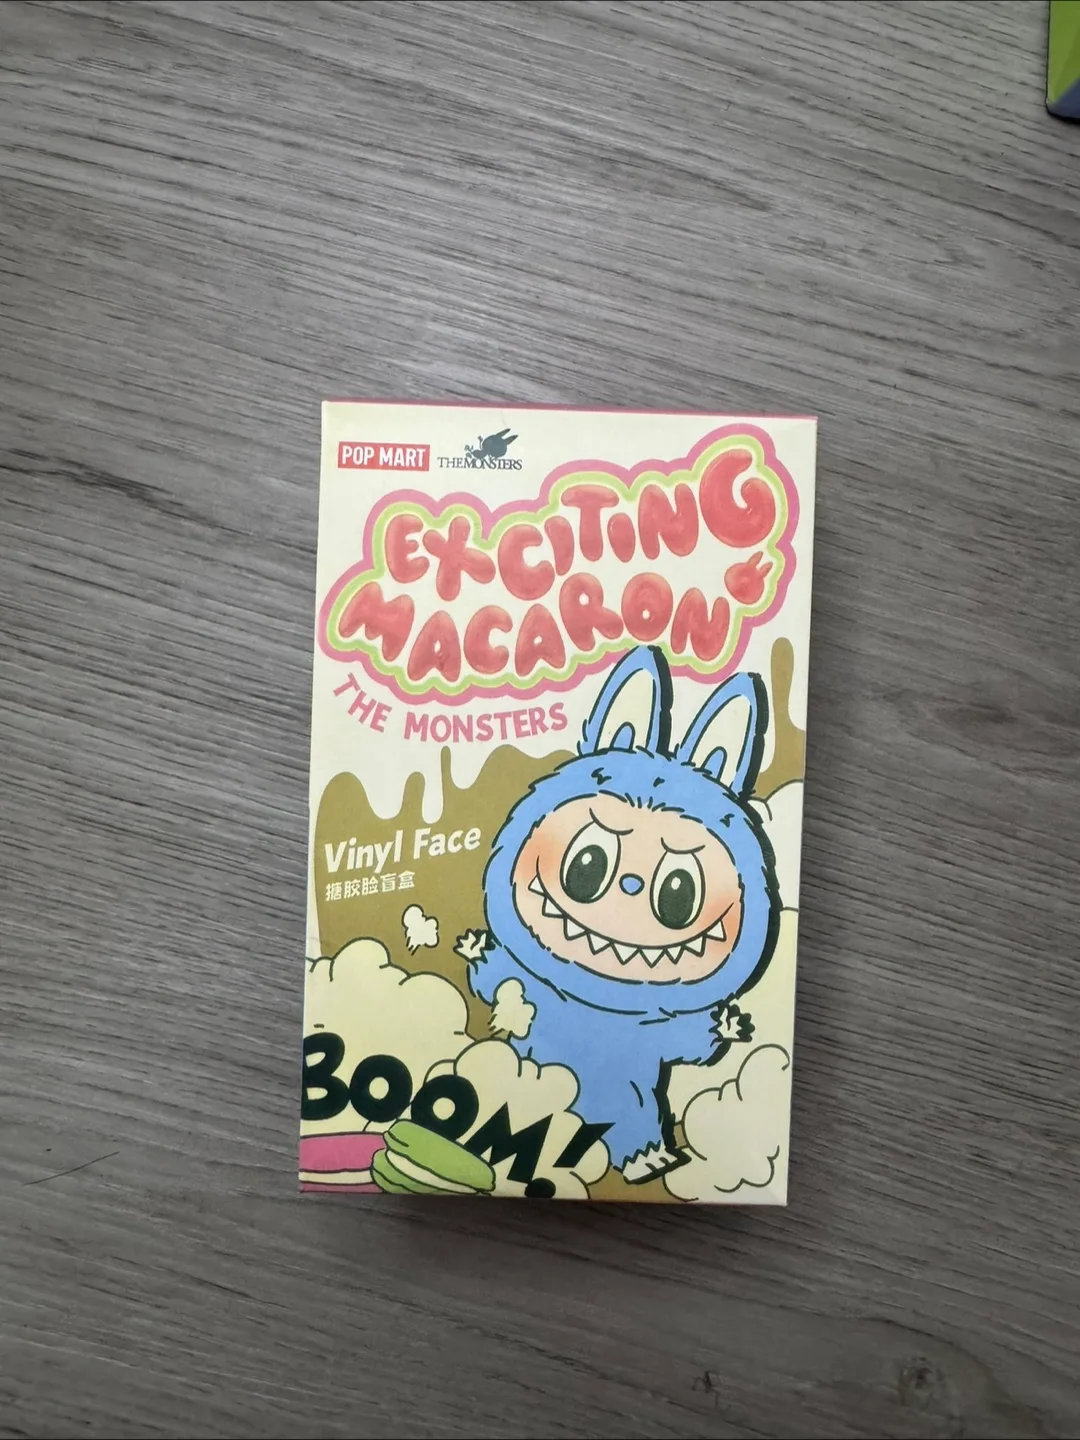 POP MART
THE MONSTERS
EXCITING
MACARON
THE MONSTERS
Vinyl Face
搪胶脸盲盒
BOOM!